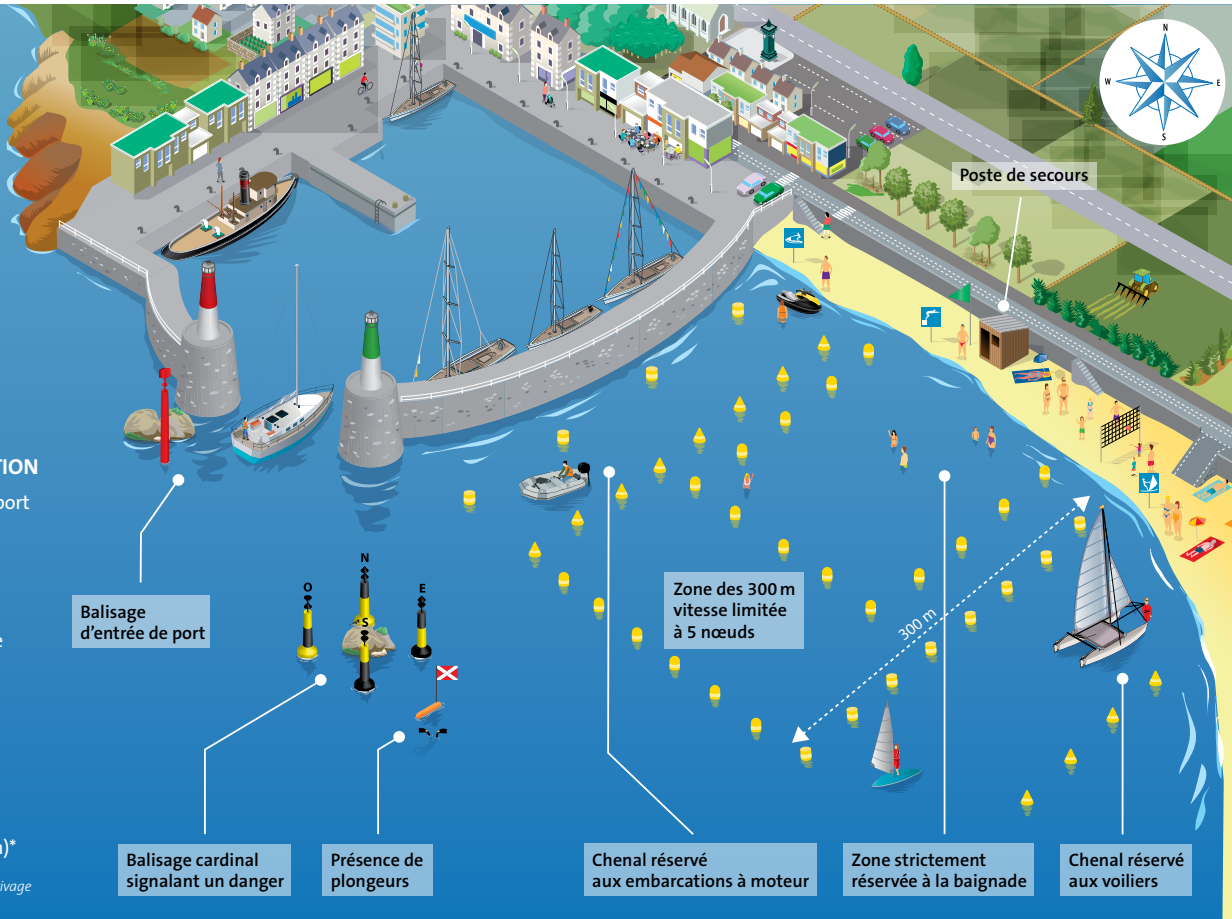 N
W
E
S
Poste de secours
TION
port
O
N
E
S
Balisage
d'entrée de port
Zone des 300 m
vitesse limitée
à 5 nœuds
300 m
e
)*
ivage
Balisage cardinal
signalant un danger
Présence de
plongeurs
Chenal réservé
aux embarcations à moteur
Zone strictement
réservée à la baignade
Chenal réservé
aux voiliers